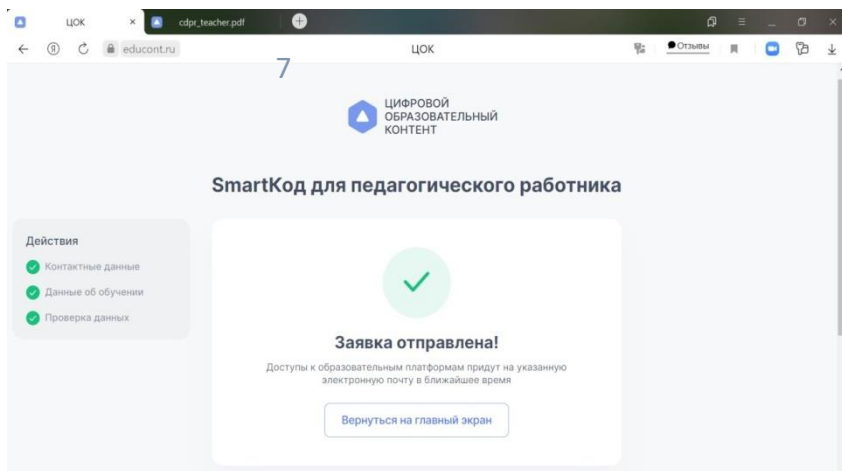 ЦОК
cdpr_teacher.pdf
educont.ru
ЦОК
Отзывы
7
ЦИФРОВОЙ
ОБРАЗОВАТЕЛЬНЫЙ
КОНТЕНТ
SmartКод для педагогического работника
Действия
Контактные данные
Данные об обучении
Проверка данных
Заявка отправлена!
Доступы к образовательным платформам придут на указанную
электронную почту в ближайшее время
Вернуться на главный экран